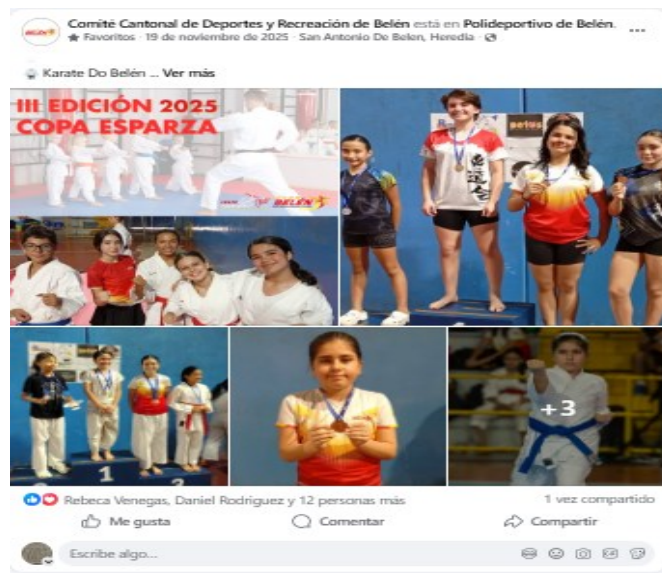 Comité Cantonal de Deportes y Recreación de Belén está en Polideportivo de Belén.
Favoritos · 19 de noviembre de 2025 · San Antonio De Belen, Heredia ·
Karate Do Belén ... Ver más
III EDICIÓN 2025
COPA ESPARZA
BELÉN
1
2
+3
Rebeca Venegas, Daniel Rodriguez y 12 personas más
1 vez compartido
Me gusta
Comentar
Compartir
Escribe algo...